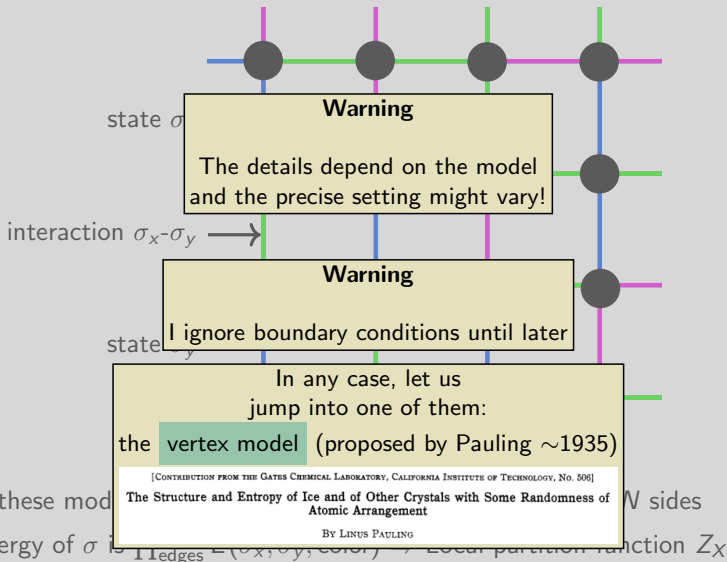 state σ
Warning
The details depend on the model
and the precise setting might vary!
interaction σx-σy
Warning
I ignore boundary conditions until later
state
In any case, let us
jump into one of them:
the vertex model (proposed by Pauling ~1935)
[CONTRIBUTION FROM THE GATES CHEMICAL LABORATORY, CALIFORNIA INSTITUTE OF TECHNOLOGY, NO. 506]
The Structure and Entropy of Ice and of Other Crystals with Some Randomness of
Atomic Arrangement
BY LINUS PAULING
these mod sides
ergy of σ is ∏edges Local partition function ZX